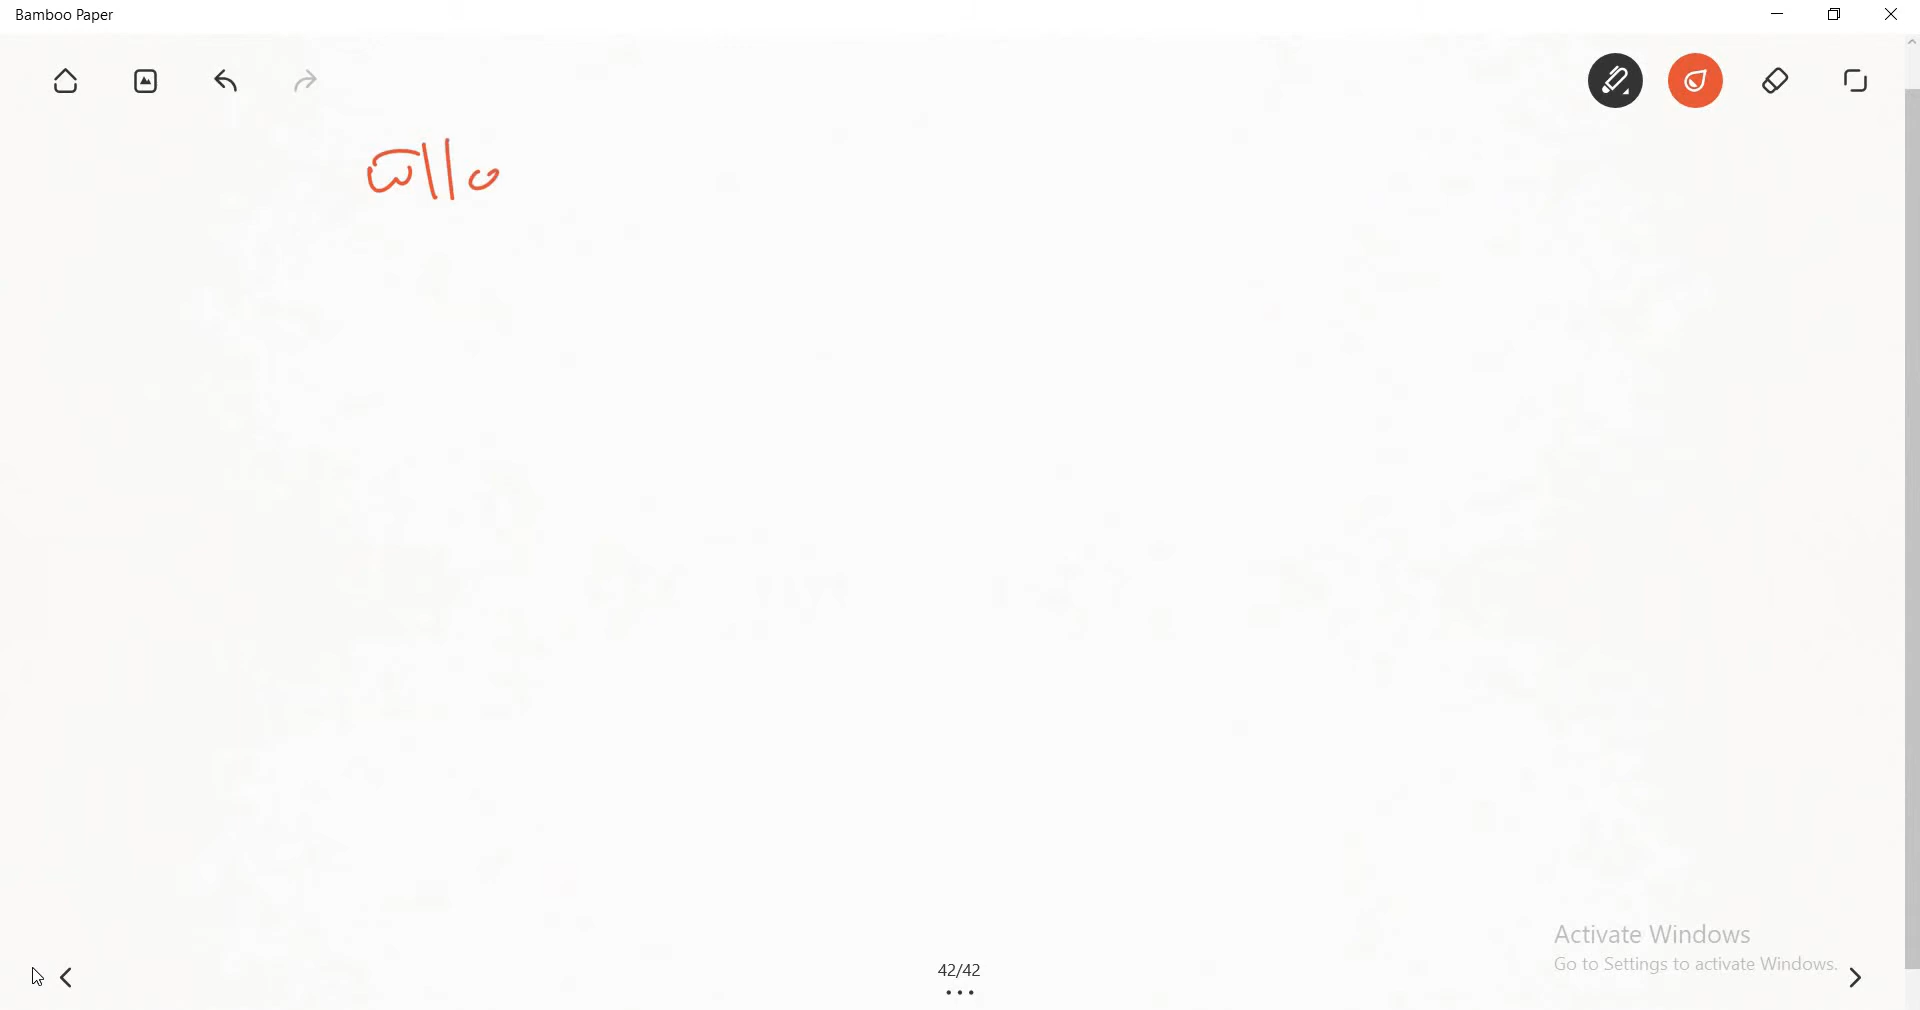 Bamboo Paper
42/42
Activate Windows
Go to Settings to activate Windows.